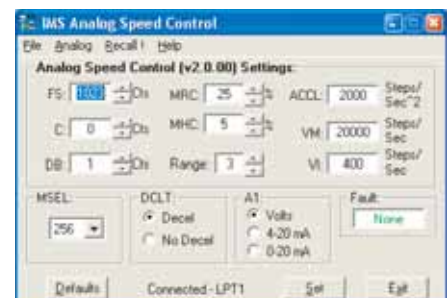 IMS Analog Speed Control
File Analog Recall! Help
Analog Speed Control (v2.0.00) Settings:
FS: 1023 Cts MRC: 25 % ACCL: 2000 Steps/Sec^2
C: 0 Cts MHC: 5 % VM: 20000 Steps/Sec
DB: 1 Cts Range: 3 VI: 400 Steps/Sec
MSEL: DCLT: A1: Fault:
256 Decel Volts None
No Decel 4-20 mA
0-20 mA
Defaults Connected - LPT1 Set Exit